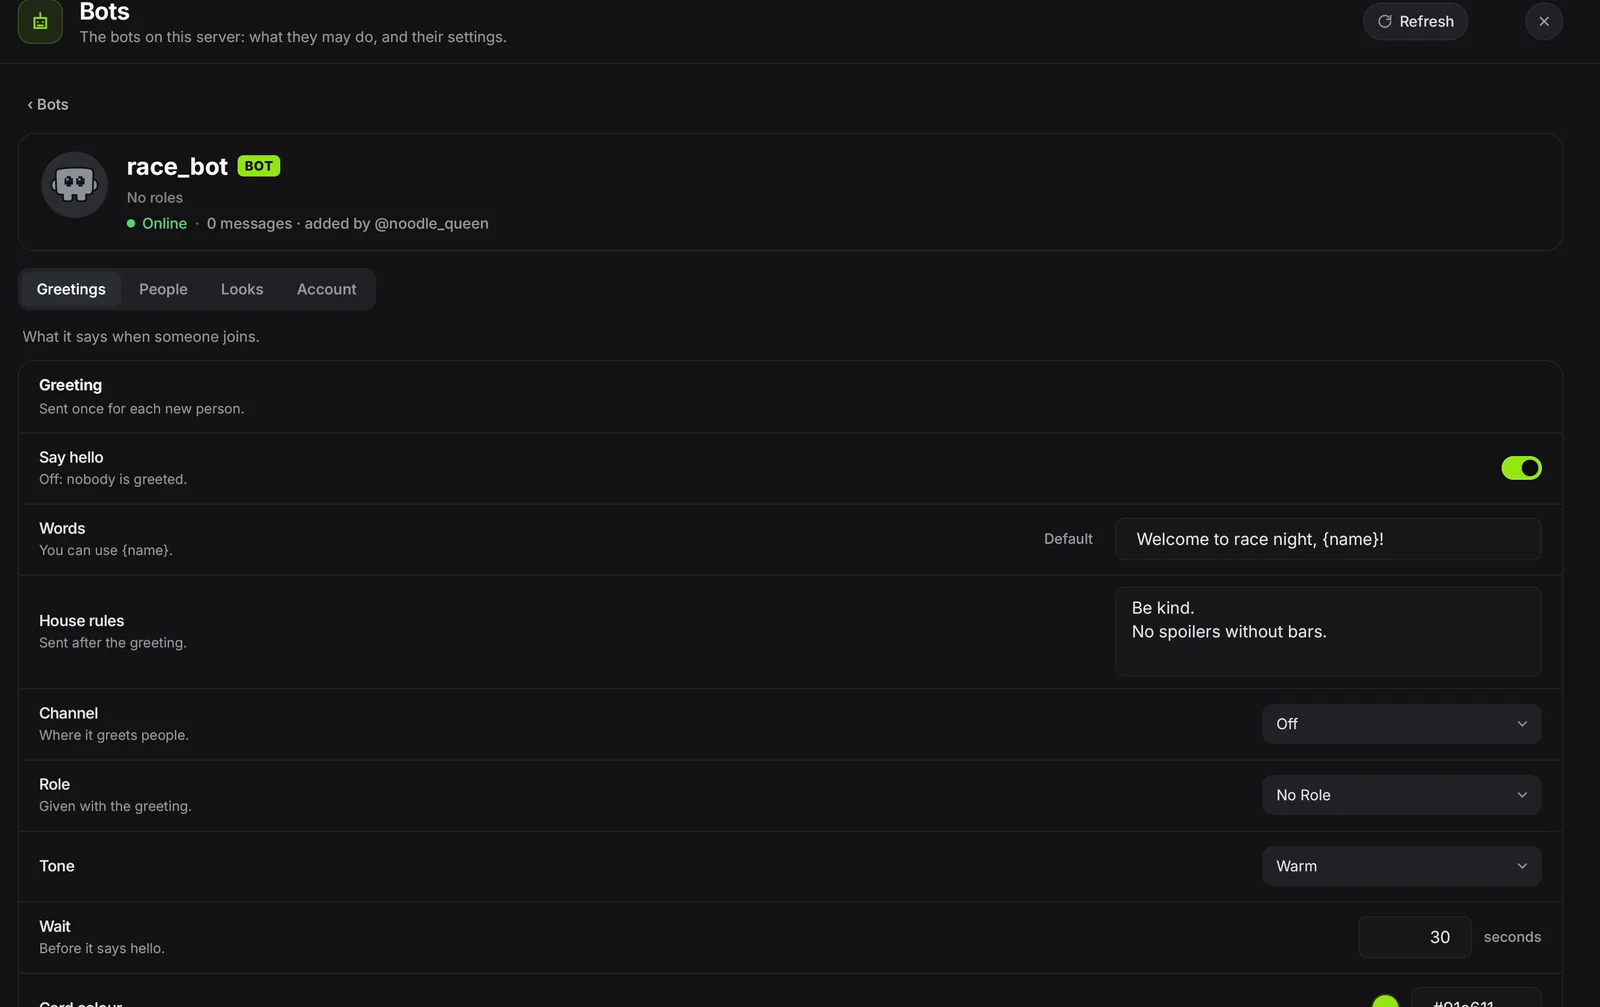 Bots
The bots on this server: what they may do, and their settings.
Refresh
‹ Bots
race_bot BOT
No roles
Online · 0 messages · added by @noodle_queen
Greetings People Looks Account
What it says when someone joins.
Greeting
Sent once for each new person.
Say hello
Off: nobody is greeted.
Words
You can use {name}.
Default
Welcome to race night, {name}!
House rules
Sent after the greeting.
Be kind.
No spoilers without bars.
Channel
Where it greets people.
Off
Role
Given with the greeting.
No Role
Tone
Warm
Wait
Before it says hello.
30 seconds
Card colour